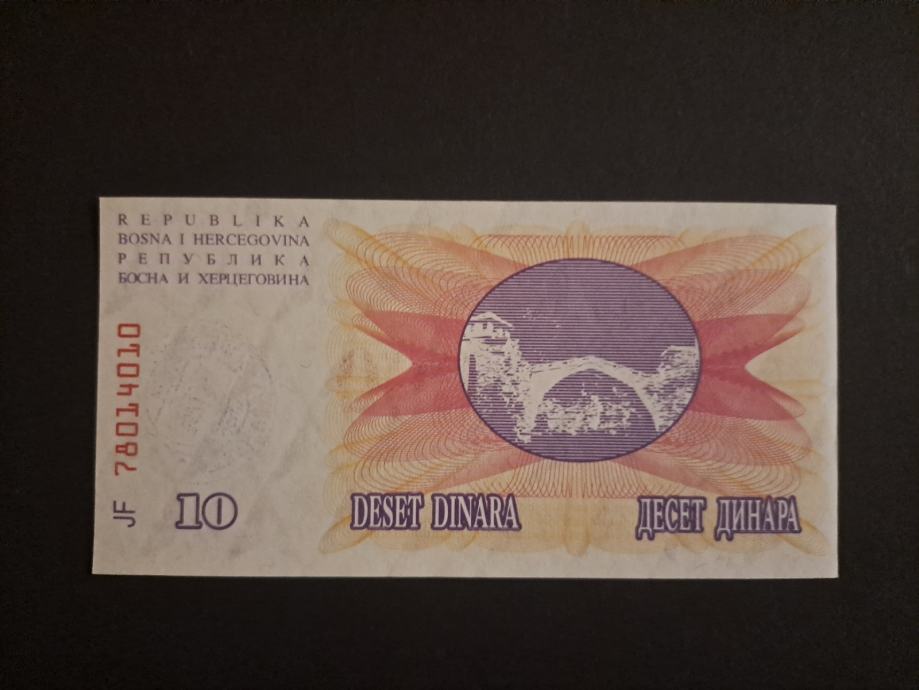 REPUBLIKA
BOSNA I HERCEGOVINA
РЕПУБЛИКА
БОСНА И ХЕРЦЕГОВИНА
JF 78014010
10
DESET DINARA
ДЕСЕТ ДИНАРА